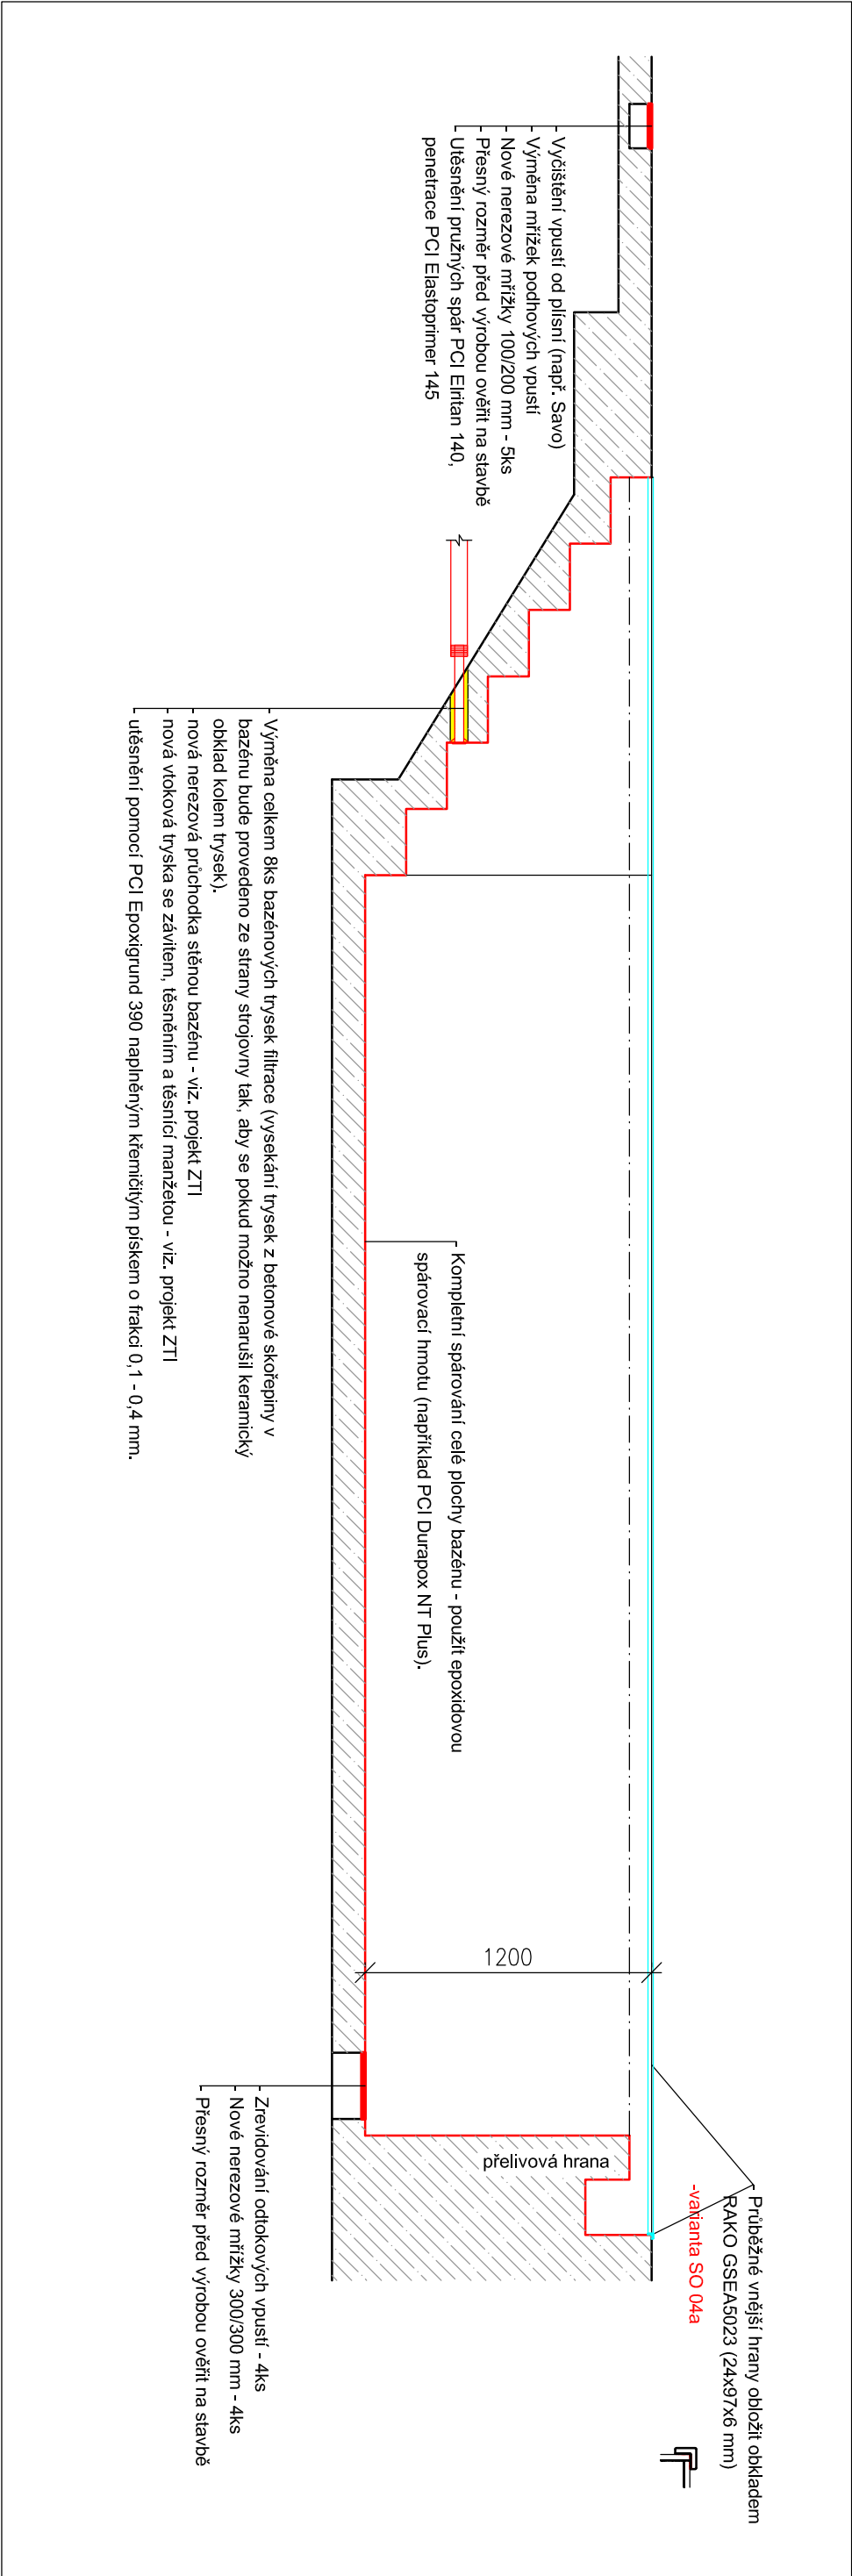 Vyčištění vpustí od plísní (např. Savo)
Výměna mřížek podhových vpustí
Nové nerezové mřížky 100/200 mm - 5ks
Přesný rozměr před výrobou ověřit na stavbě
Utěsnění pružných spár PCI Elritan 140,
penetrace PCI Elastoprimer 145
Výměna celkem 8ks bazénových trysek filtrace (vysekání trysek z betonové skořepiny v
bazénu bude provedeno ze strany strojovny tak, aby se pokud možno nenarušil keramický
obklad kolem trysek).
nová nerezová průchodka stěnou bazénu - viz. projekt ZTI
nová vtoková tryska se závitem, těsněním a těsnící manžetou - viz. projekt ZTI
utěsnění pomocí PCI Epoxigrund 390 naplněným křemičitým pískem o frakci 0,1 - 0,4 mm.
Kompletní spárování celé plochy bazénu - použít epoxidovou
spárovací hmotu (například PCI Durapox NT Plus).
1200
přelivová hrana
Průběžné vnější hrany obložit obkladem
RAKO GSEA5023 (24x97x6 mm)
-varianta SO 04a
Zrevidování odtokových vpustí - 4ks
Nové nerezové mřížky 300/300 mm - 4ks
Přesný rozměr před výrobou ověřit na stavbě